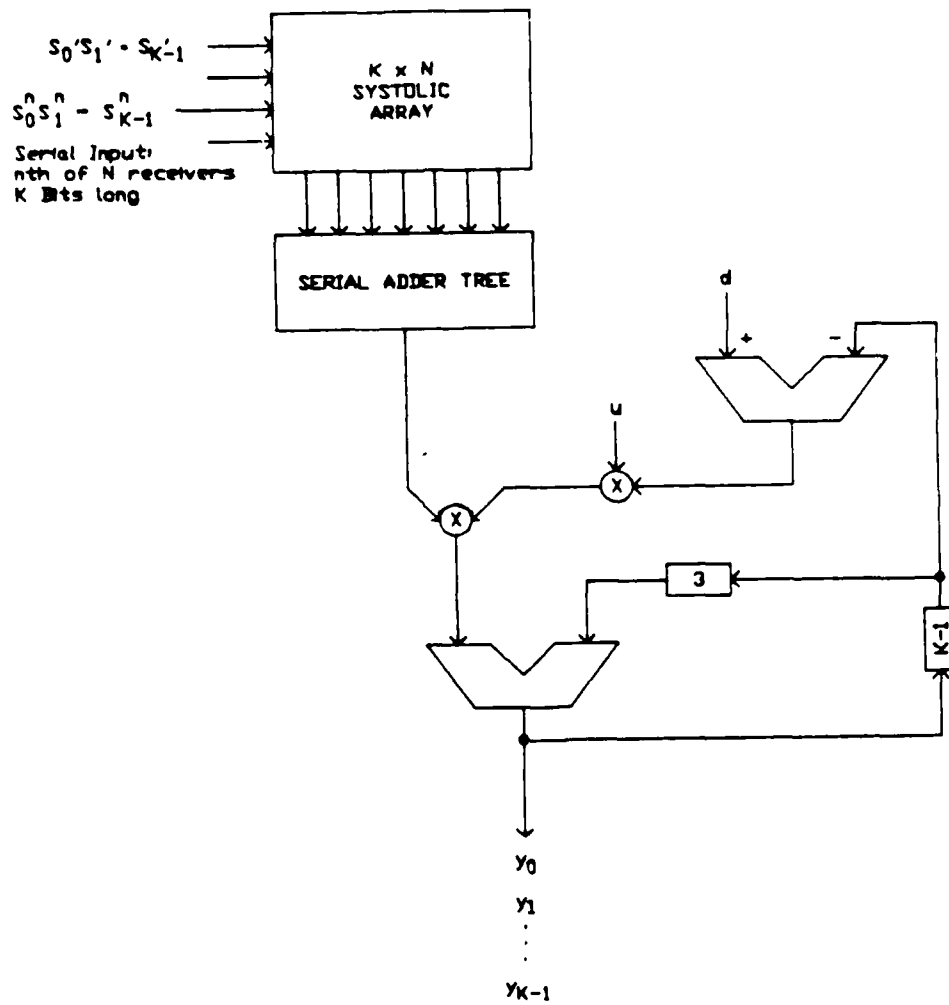 S₀'S₁' - S'K-1
K x N
SYSTOLIC
ARRAY
S₀ⁿS₁ⁿ - SⁿK-1
Serial Input:
nth of N receivers
K Bits long
SERIAL ADDER TREE
d
+ -
u
X
X
3
K-1
y₀
y₁
yK-1